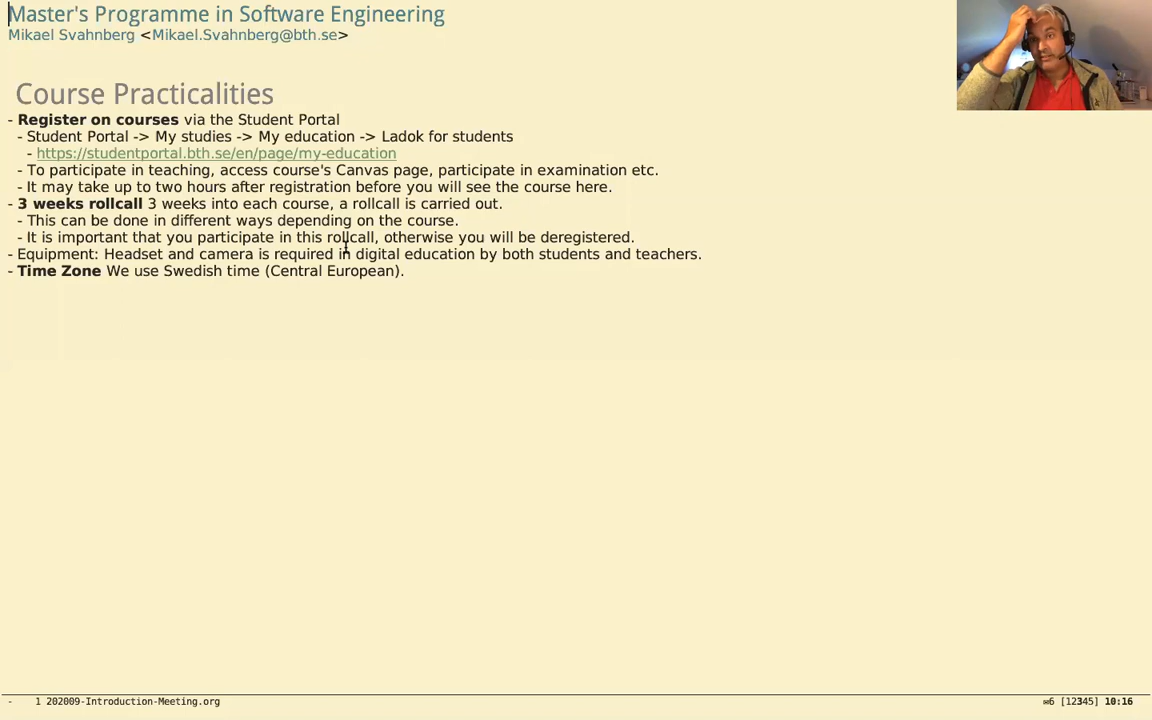 Master's Programme in Software Engineering
Mikael Svahnberg <Mikael.Svahnberg@bth.se>
Course Practicalities
- Register on courses via the Student Portal
- Student Portal -> My studies -> My education -> Ladok for students
- https://studentportal.bth.se/en/page/my-education
- To participate in teaching, access course's Canvas page, participate in examination etc.
- It may take up to two hours after registration before you will see the course here.
- 3 weeks rollcall 3 weeks into each course, a rollcall is carried out.
- This can be done in different ways depending on the course.
- It is important that you participate in this rollcall, otherwise you will be deregistered.
- Equipment: Headset and camera is required in digital education by both students and teachers.
- Time Zone We use Swedish time (Central European).
- 1 202009-Introduction-Meeting.org ✉6 [12345] 10:16